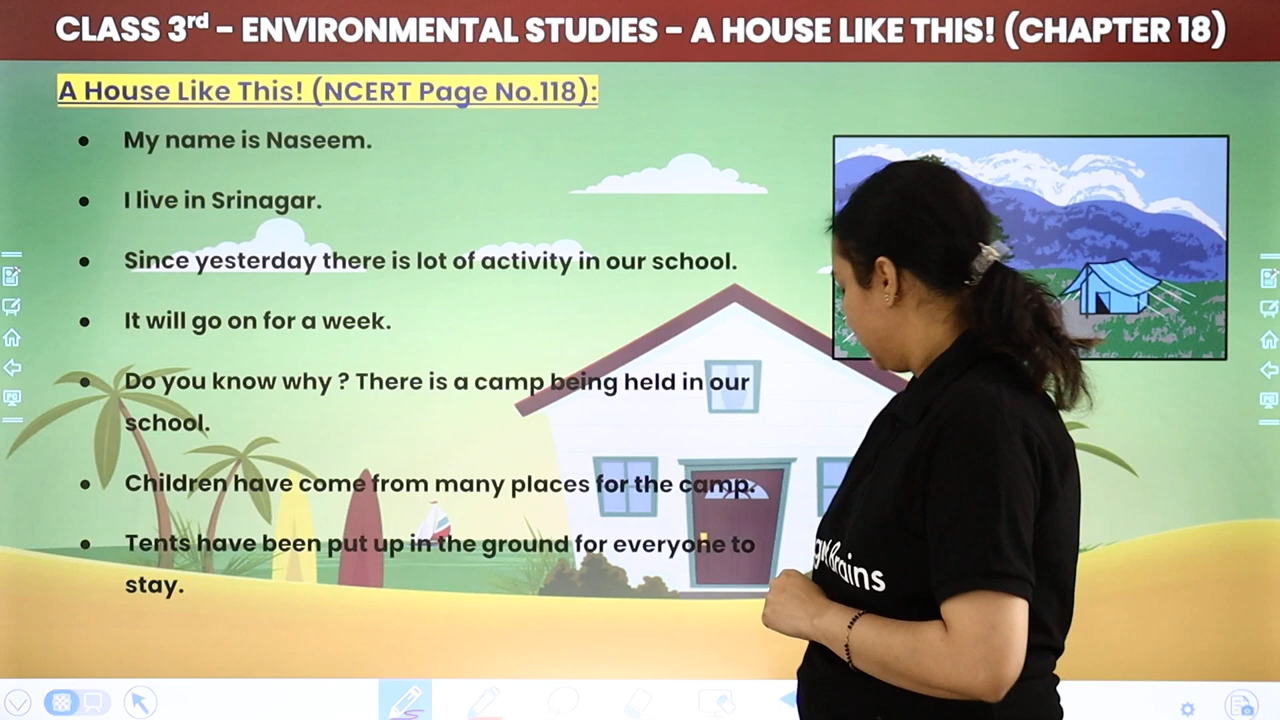 CLASS 3rd – ENVIRONMENTAL STUDIES – A HOUSE LIKE THIS! (CHAPTER 18)
A House Like This! (NCERT Page No.118):
• My name is Naseem.
• I live in Srinagar.
• Since yesterday there is lot of activity in our school.
• It will go on for a week.
• Do you know why ? There is a camp being held in our
school.
• Children have come from many places for the camp.
• Tents have been put up in the ground for everyone to
stay.
Brains